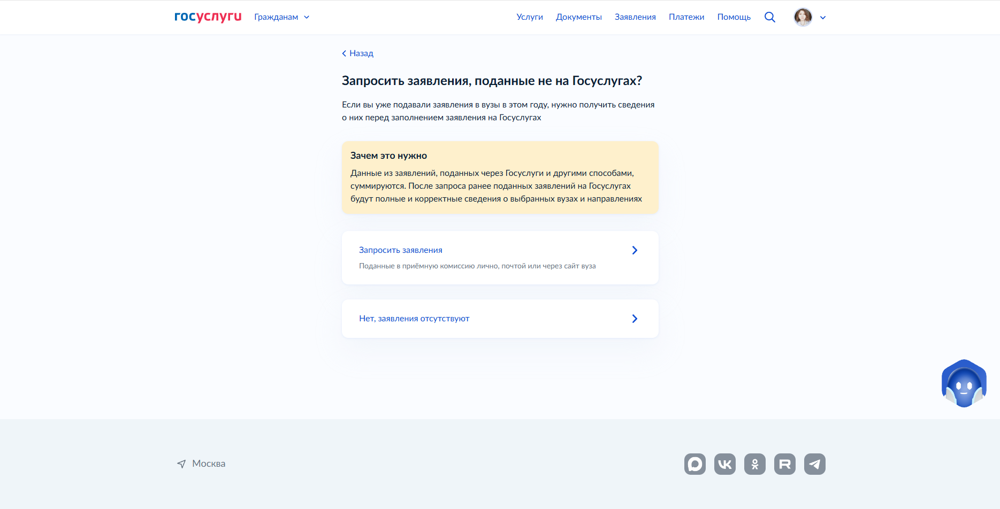 госуслуги Гражданам Услуги Документы Заявления Платежи Помощь
Назад
Запросить заявления, поданные не на Госуслугах?
Если вы уже подавали заявления в вузы в этом году, нужно получить сведения
о них перед заполнением заявления на Госуслугах
Зачем это нужно
Данные из заявлений, поданных через Госуслуги и другими способами,
суммируются. После запроса ранее поданных заявлений на Госуслугах
будут полные и корректные сведения о выбранных вузах и направлениях
Запросить заявления
Поданные в приёмную комиссию лично, почтой или через сайт вуза
Нет, заявления отсутствуют
Москва